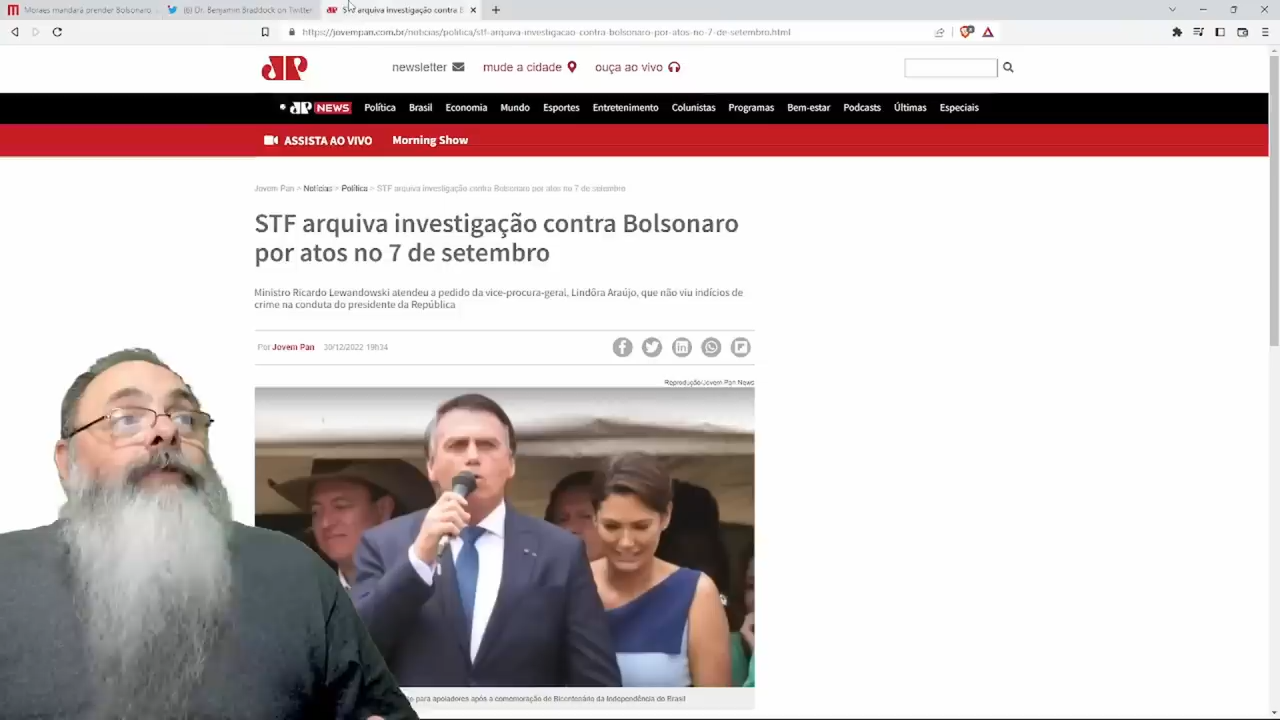 Moraes mandará prender Bolsonaro
(6) Dr. Benjamin Braddock on Twitter
STF arquiva investigação contra B
https://jovempan.com.br/noticias/politica/stf-arquiva-investigacao-contra-bolsonaro-por-atos-no-7-de-setembro.html
JP
newsletter
mude a cidade
ouça ao vivo
JP NEWS
Política
Brasil
Economia
Mundo
Esportes
Entretenimento
Colunistas
Programas
Bem-estar
Podcasts
Últimas
Especiais
ASSISTA AO VIVO
Morning Show
Jovem Pan > Notícias > Política > STF arquiva investigação contra Bolsonaro por atos no 7 de setembro
STF arquiva investigação contra Bolsonaro
por atos no 7 de setembro
Ministro Ricardo Lewandowski atendeu a pedido da vice-procura-geral, Lindôra Araújo, que não viu indícios de
crime na conduta do presidente da República
Por Jovem Pan 30/12/2022 19h34
Reprodução/Jovem Pan News
para apoiadores após a comemoração do Bicentenário da Independência do Brasil